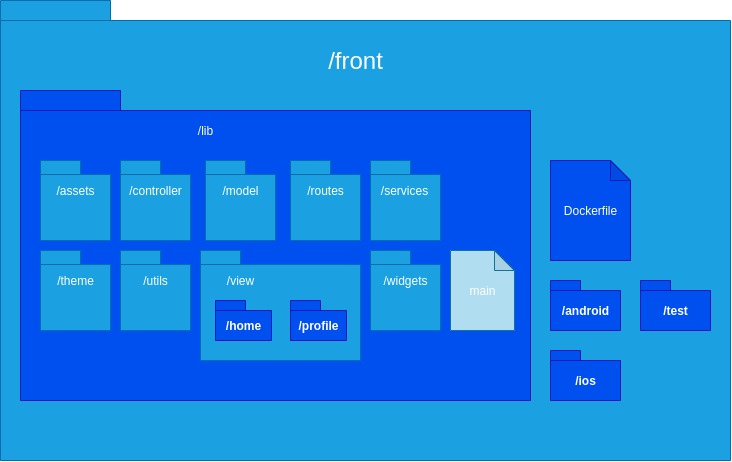 /front
/lib
/assets
/controller
/model
/routes
/services
/theme
/utils
/view
/home
/profile
/widgets
main
Dockerfile
/android
/test
/ios